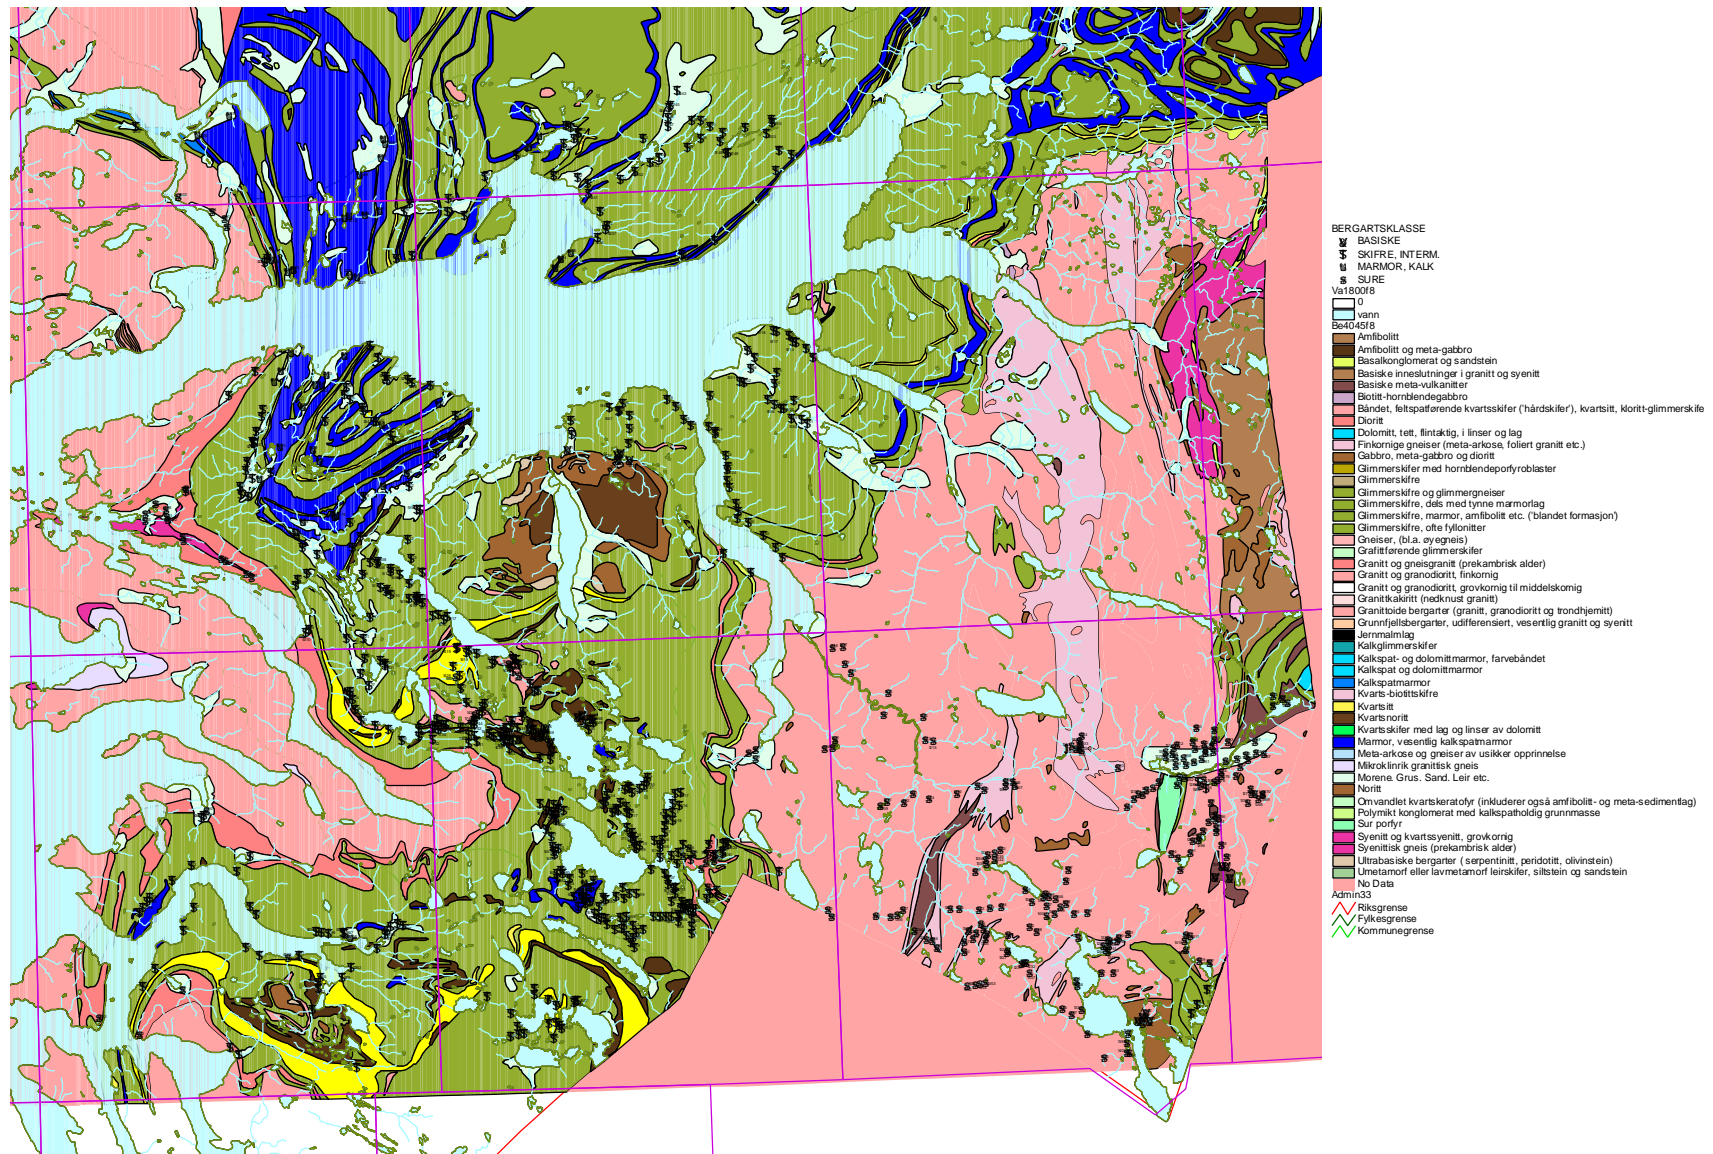 BERGARTSKLASSE
BASISKE
SKIFRE, INTERM.
MARMOR, KALK
SURE
Va1800f8
0
vann
Be4045f8
Amfibolitt
Amfibolitt og meta-gabbro
Basalkonglomerat og sandstein
Basiske inneslutninger i granitt og syenitt
Basiske meta-vulkanitter
Biotitt-hornblendegabbro
Båndet, feltspatførende kvartsskifer ('hårdskifer'), kvartsitt, kloritt-glimmerskife
Dioritt
Dolomitt, tett, flintaktig, i linser og lag
Finkornige gneiser (meta-arkose, foliert granitt etc.)
Gabbro, meta-gabbro og dioritt
Glimmerskifer med hornblendeporfyroblaster
Glimmerskifre
Glimmerskifre og glimmergneiser
Glimmerskifre, dels med tynne marmorlag
Glimmerskifre, marmor, amfibolitt etc. ('blandet formasjon')
Glimmerskifre, ofte fyllonitter
Gneiser, (bl.a. øyegneis)
Grafittførende glimmerskifer
Granitt og gneisgranitt (prekambrisk alder)
Granitt og granodioritt, finkornig
Granitt og granodioritt, grovkornig til middelskornig
Granittkakiritt (nedknust granitt)
Granittoide bergarter (granitt, granodioritt og trondhjemitt)
Grunnfjellsbergarter, udifferensiert, vesentlig granitt og syenitt
Jernmalmlag
Kalkglimmerskifer
Kalkspat- og dolomittmarmor, farvebåndet
Kalkspat og dolomittmarmor
Kalkspatmarmor
Kvarts-biotittskifre
Kvartsitt
Kvartsnoritt
Kvartsskifer med lag og linser av dolomitt
Marmor, vesentlig kalkspatmarmor
Meta-arkose og gneiser av usikker opprinnelse
Mikroklinrik granittisk gneis
Morene. Grus. Sand. Leir etc.
Noritt
Omvandlet kvartskeratofyr (inkluderer også amfibolitt- og meta-sedimentlag)
Polymikt konglomerat med kalkspatholdig grunnmasse
Sur porfyr
Syenitt og kvartssyenitt, grovkornig
Syenittisk gneis (prekambrisk alder)
Ultrabasiske bergarter ( serpentinitt, peridotitt, olivinstein)
Umetamorf eller lavmetamorf leirskifer, siltstein og sandstein
No Data
Admin33
Riksgrense
Fylkesgrense
Kommunegrense